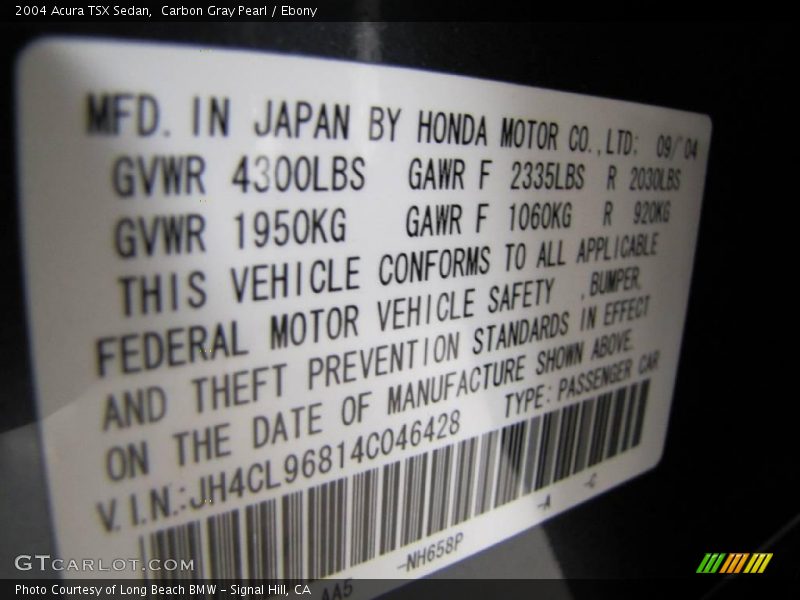 2004 Acura TSX Sedan,  Carbon Gray Pearl / Ebony
MFD. IN JAPAN BY HONDA MOTOR CO.,LTD; 09/'04
GVWR 4300LBS GAWR F 2335LBS R 2030LBS
GVWR 1950KG GAWR F 1060KG R 920KG
THIS VEHICLE CONFORMS TO ALL APPLICABLE
FEDERAL MOTOR VEHICLE SAFETY ,BUMPER,
AND THEFT PREVENTION STANDARDS IN EFFECT
ON THE DATE OF MANUFACTURE SHOWN ABOVE.
V.I.N.:JH4CL96814C046428 TYPE:PASSENGER CAR
-NH658P -A -C
AA5
GTCARLOT.COM
Photo Courtesy of Long Beach BMW - Signal Hill, CA